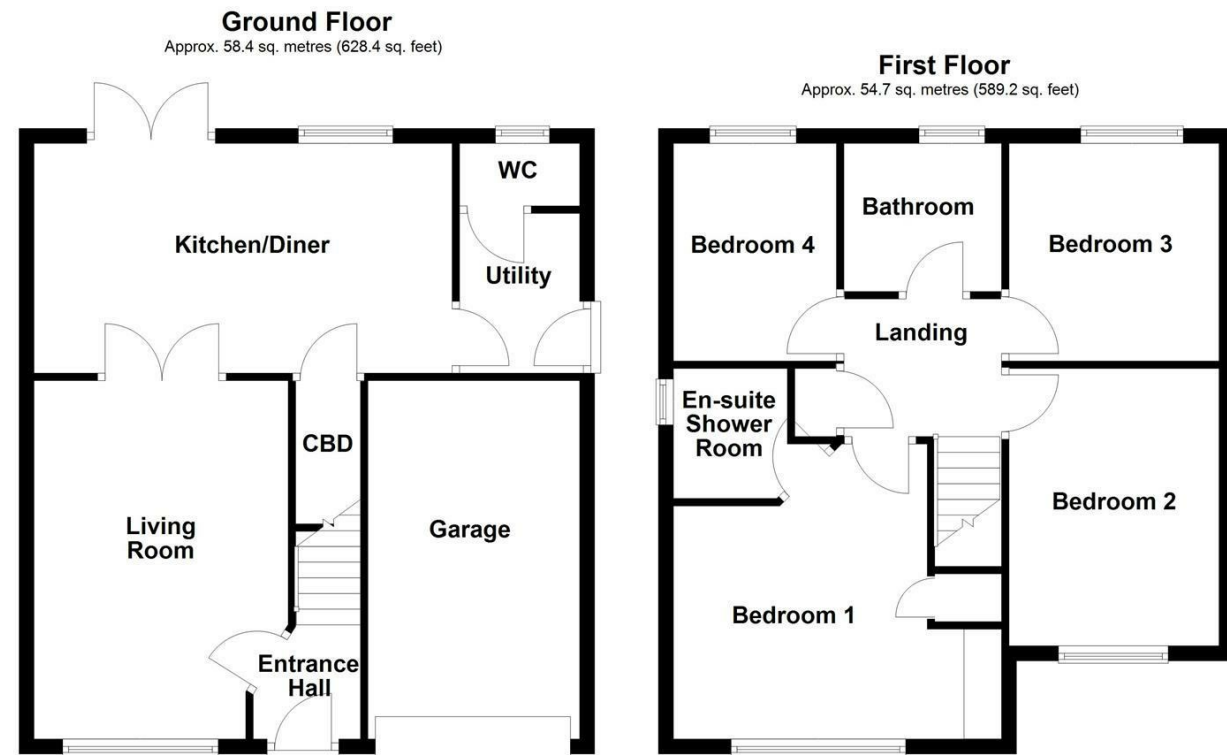 Ground Floor
Approx. 58.4 sq. metres (628.4 sq. feet)
WC
Kitchen/Diner
Utility
CBD
Living
Room
Garage
Entrance
Hall
First Floor
Approx. 54.7 sq. metres (589.2 sq. feet)
Bathroom
Bedroom 4
Bedroom 3
Landing
En-suite
Shower
Room
Bedroom 2
Bedroom 1